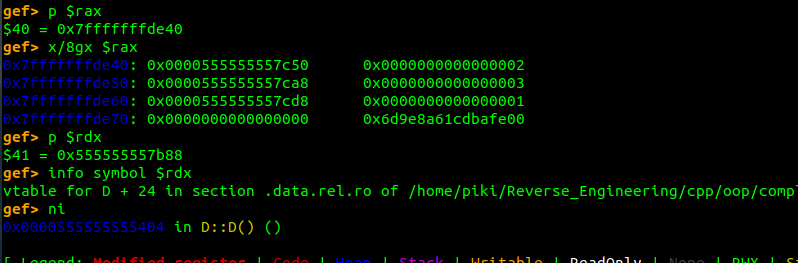 gef> p $rax
$40 = 0x7fffffffde40
gef> x/8gx $rax
0x7fffffffde40: 0x0000555555557c50 0x0000000000000002
0x7fffffffde50: 0x0000555555557ca8 0x0000000000000003
0x7fffffffde60: 0x0000555555557cd8 0x0000000000000001
0x7fffffffde70: 0x0000000000000000 0x6d9e8a61cdbafe00
gef> p $rdx
$41 = 0x555555557b88
gef> info symbol $rdx
vtable for D + 24 in section .data.rel.ro of /home/piki/Reverse_Engineering/cpp/oop/compl
gef> ni
0x0000555555555404 in D::D() ()
[ Legend: Modified register | Code | Heap | Stack | Writable | ReadOnly | None | RWX | St